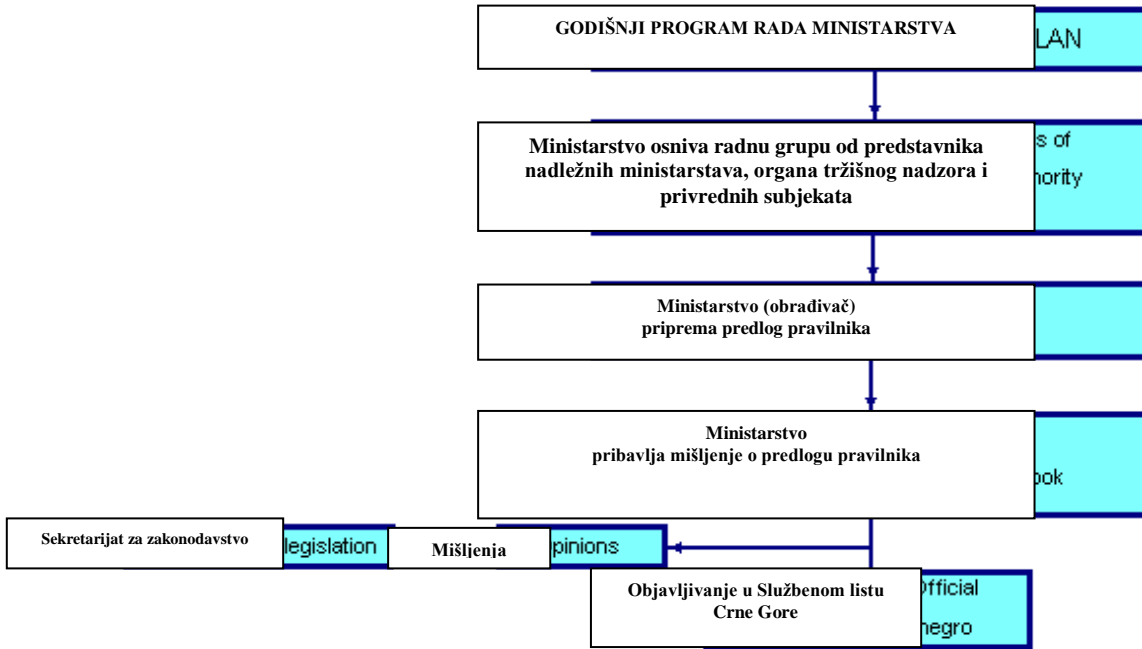 GODIŠNJI PROGRAM RADA MINISTARSTVA
LAN
Ministarstvo osniva radnu grupu od predstavnika
nadležnih ministarstava, organa tržišnog nadzora i
privrednih subjekata
s of
ority
Ministarstvo (obrađivač)
priprema predlog pravilnika
Ministarstvo
pribavlja mišljenje o predlogu pravilnika
ook
Sekretarijat za zakonodavstvo
legislation
Mišljenja
pinions
Objavljivanje u Službenom listu
Crne Gore
fficial
negro